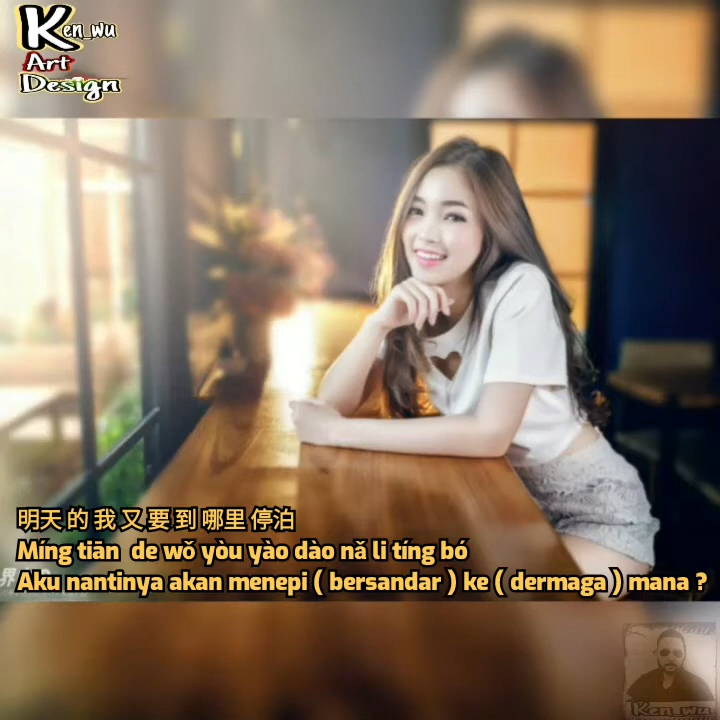 Ken_wu
Art
Design
明天 的 我 又 要 到 哪里 停泊
Míng tiān de wǒ yòu yào dào nǎ li tíng bó
Aku nantinya akan menepi ( bersandar ) ke ( dermaga ) mana ?
界
Ken_wu